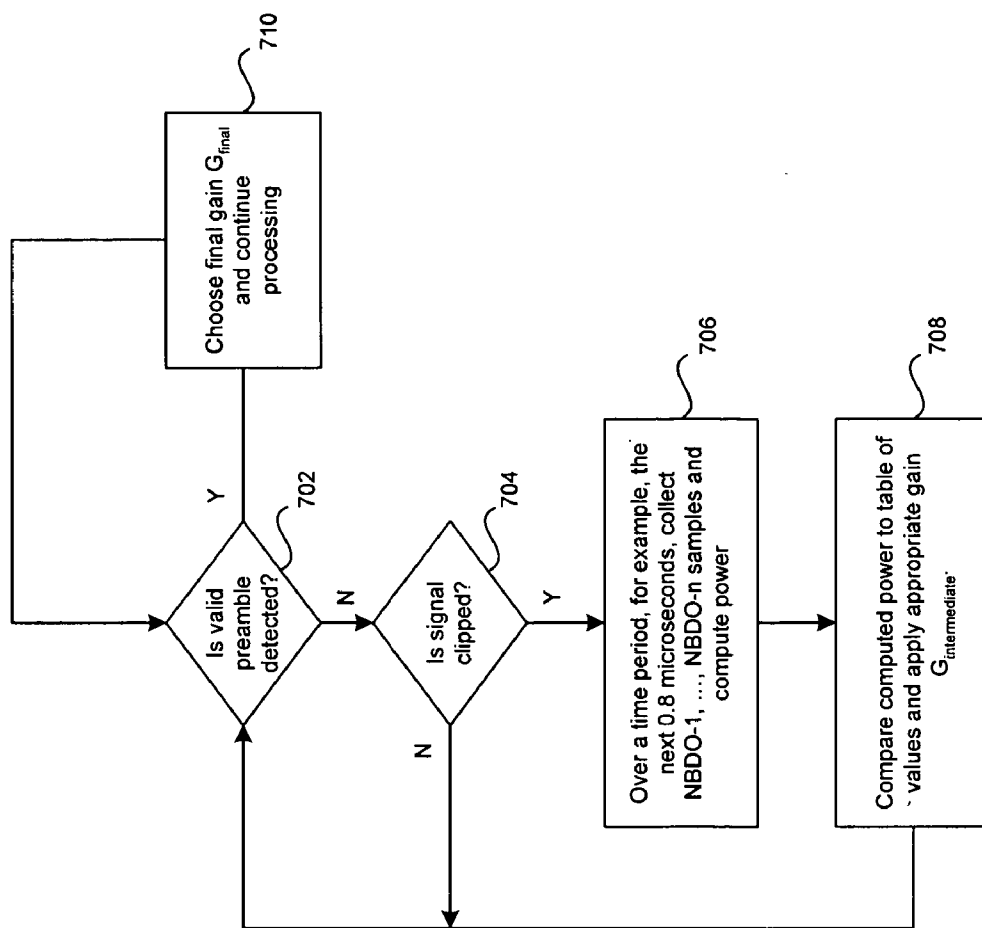 Is valid
preamble
detected?
702
Y
Choose final gain G_final
and continue
processing
710
N
Is signal
clipped?
704
N
Y
Over a time period, for example, the
next 0.8 microseconds, collect
NBDO-1, ..., NBDO-n samples and
compute power
706
Compare computed power to table of
values and apply appropriate gain
G_intermediate.
708